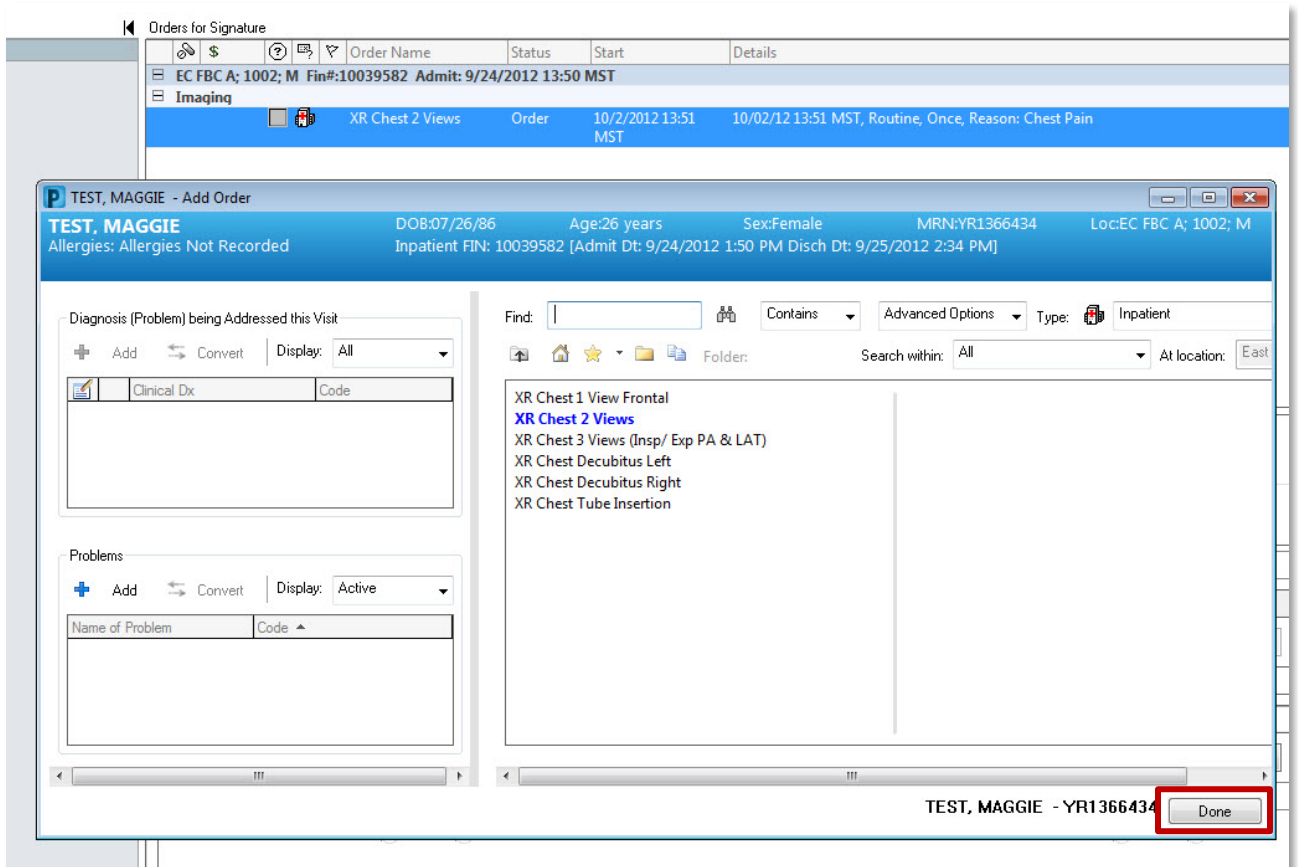 Orders for Signature
$ Order Name Status Start Details
EC FBC A; 1002; M Fin#:10039582 Admit: 9/24/2012 13:50 MST
Imaging
XR Chest 2 Views Order 10/2/2012 13:51 MST 10/02/12 13:51 MST, Routine, Once, Reason: Chest Pain
P TEST, MAGGIE - Add Order
TEST, MAGGIE DOB:07/26/86 Age:26 years Sex:Female MRN:YR1366434 Loc:EC FBC A; 1002; M
Allergies: Allergies Not Recorded Inpatient FIN: 10039582 [Admit Dt: 9/24/2012 1:50 PM Disch Dt: 9/25/2012 2:34 PM]
Diagnosis (Problem) being Addressed this Visit
Add Convert Display: All
Clinical Dx Code
Problems
Add Convert Display: Active
Name of Problem Code
Find: Contains Advanced Options Type: Inpatient
Folder: Search within: All At location: East
XR Chest 1 View Frontal
XR Chest 2 Views
XR Chest 3 Views (Insp/ Exp PA & LAT)
XR Chest Decubitus Left
XR Chest Decubitus Right
XR Chest Tube Insertion
TEST, MAGGIE - YR1366434 Done